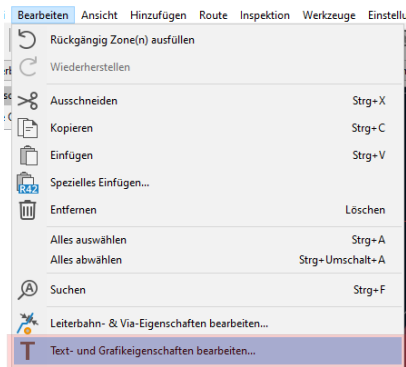 Bearbeiten Ansicht Hinzufügen Route Inspektion Werkzeuge
Rückgängig Zone(n) ausfüllen
Wiederherstellen
Ausschneiden Strg+X
Kopieren Strg+C
Einfügen Strg+V
R42 Spezielles Einfügen...
Entfernen Löschen
Alles auswählen Strg+A
Alles abwählen Strg+Umschalt+A
Suchen Strg+F
Leiterbahn- & Via-Eigenschaften bearbeiten...
Text- und Grafikeigenschaften bearbeiten...